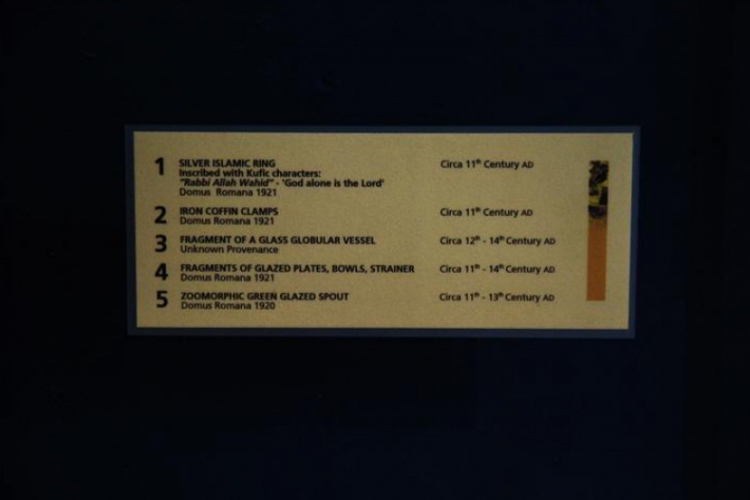 1 SILVER ISLAMIC RING Circa 11th Century AD
Inscribed with Kufic characters:
"Rabbi Allah Wahid" - 'God alone is the Lord'
Domus Romana 1921
2 IRON COFFIN CLAMPS Circa 11th Century AD
Domus Romana 1921
3 FRAGMENT OF A GLASS GLOBULAR VESSEL Circa 12th - 14th Century AD
Unknown Provenance
4 FRAGMENTS OF GLAZED PLATES, BOWLS, STRAINER Circa 11th - 14th Century AD
Domus Romana 1921
5 ZOOMORPHIC GREEN GLAZED SPOUT Circa 11th - 13th Century AD
Domus Romana 1920